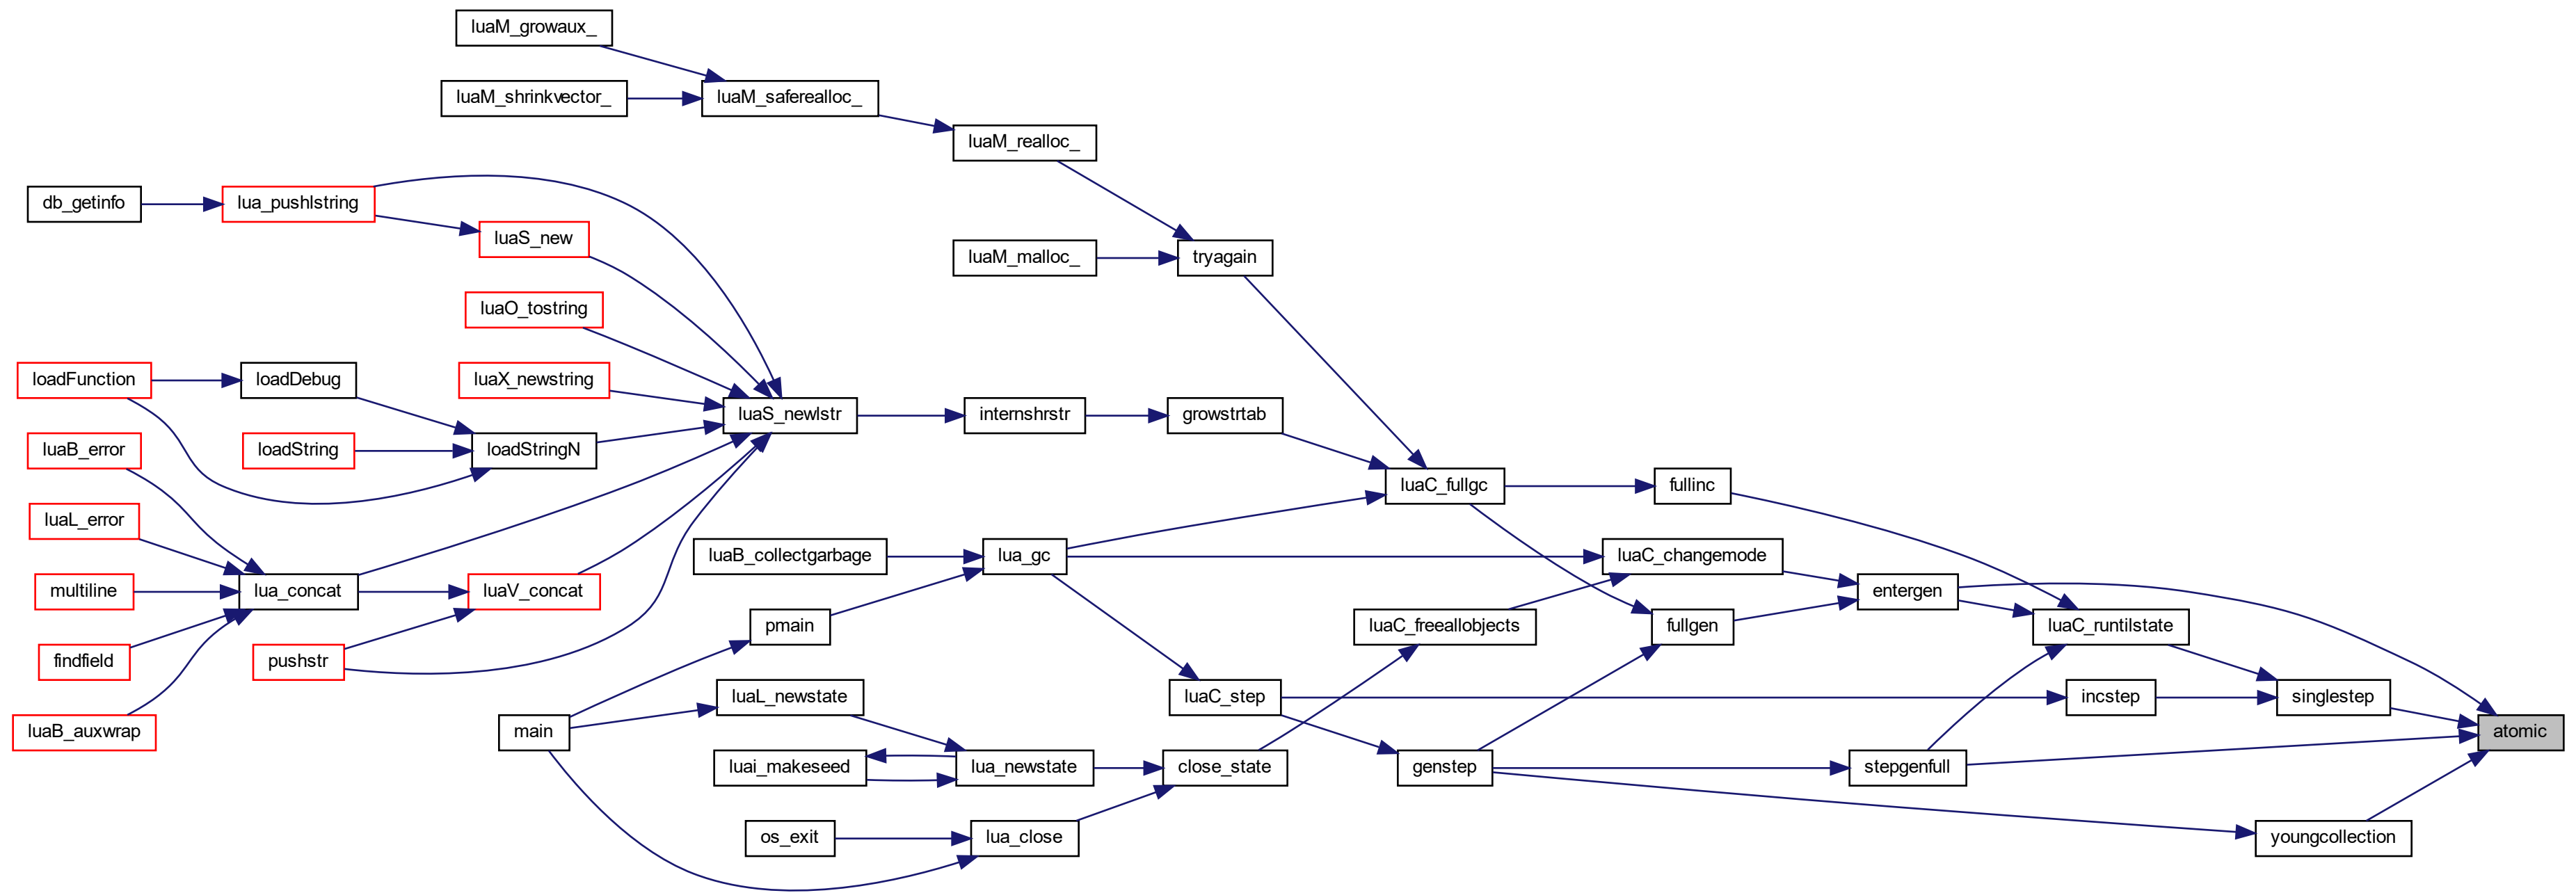 luaM_growaux_
luaM_shrinkvector_
luaM_saferealloc_
luaM_realloc_
db_getinfo
lua_pushlstring
luaS_new
luaM_malloc_
tryagain
luaO_tostring
loadFunction
loadDebug
luaX_newstring
luaS_newlstr
internshrstr
growstrtab
luaB_error
loadString
loadStringN
luaC_fullgc
fullinc
luaL_error
luaB_collectgarbage
lua_gc
luaC_changemode
multiline
lua_concat
luaV_concat
entergen
pmain
luaC_freeallobjects
fullgen
luaC_runtilstate
findfield
pushstr
luaL_newstate
luaC_step
incstep
singlestep
luaB_auxwrap
main
atomic
luai_makeseed
lua_newstate
close_state
genstep
stepgenfull
os_exit
lua_close
youngcollection